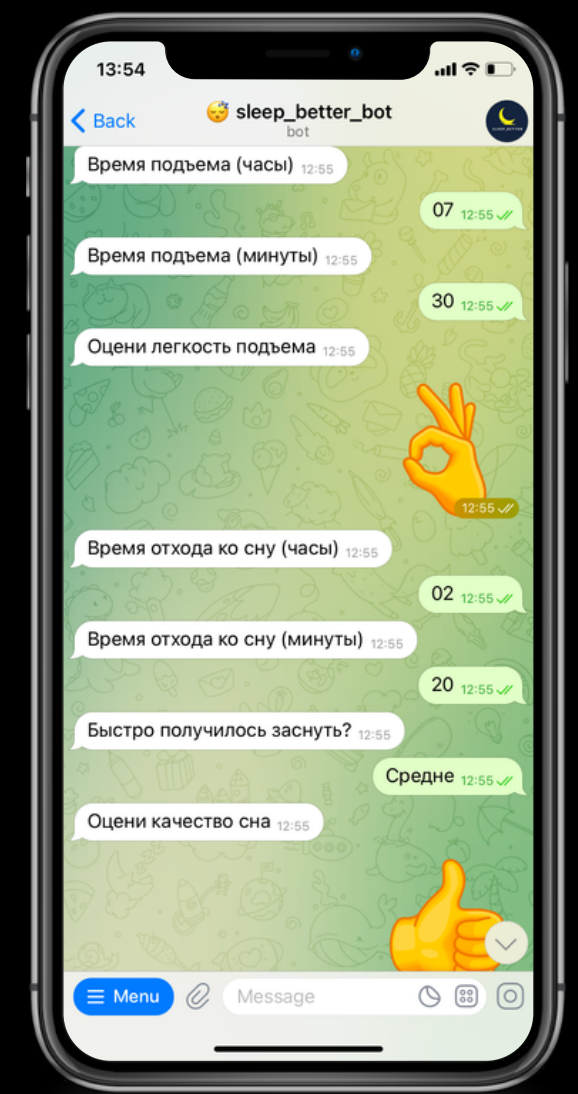 13:54
Back
😴 sleep_better_bot
bot
Время подъема (часы) 12:55
07 12:55
Время подъема (минуты) 12:55
30 12:55
Оцени легкость подъема 12:55
12:55
Время отхода ко сну (часы) 12:55
02 12:55
Время отхода ко сну (минуты) 12:55
20 12:55
Быстро получилось заснуть? 12:55
Средне 12:55
Оцени качество сна 12:55
Menu
Message